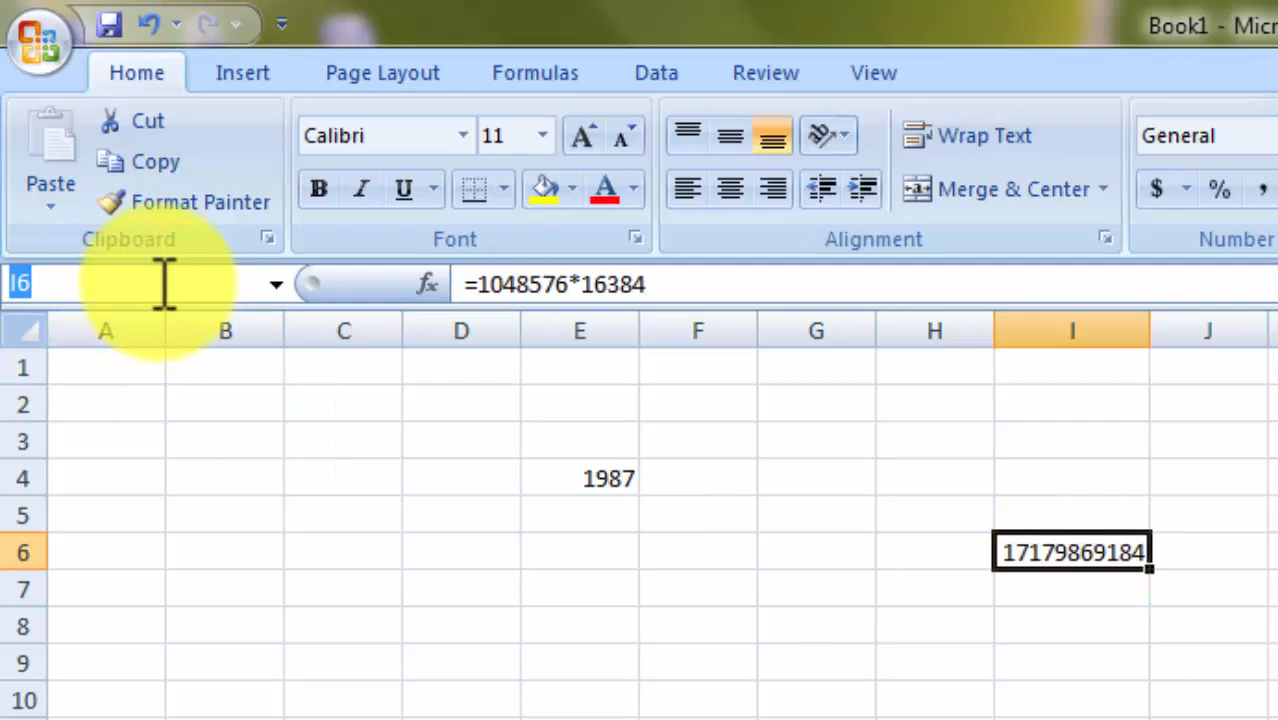 Book1 - Micr
Home Insert Page Layout Formulas Data Review View
Paste
Cut
Copy
Format Painter
Clipboard
Calibri 11 A A
B I U A
Font
Wrap Text
Merge & Center
Alignment
General
$ % ,
Number
I6 fx =1048576*16384
A B C D E F G H I J
1
2
3
4 1987
5
6 17179869184
7
8
9
10